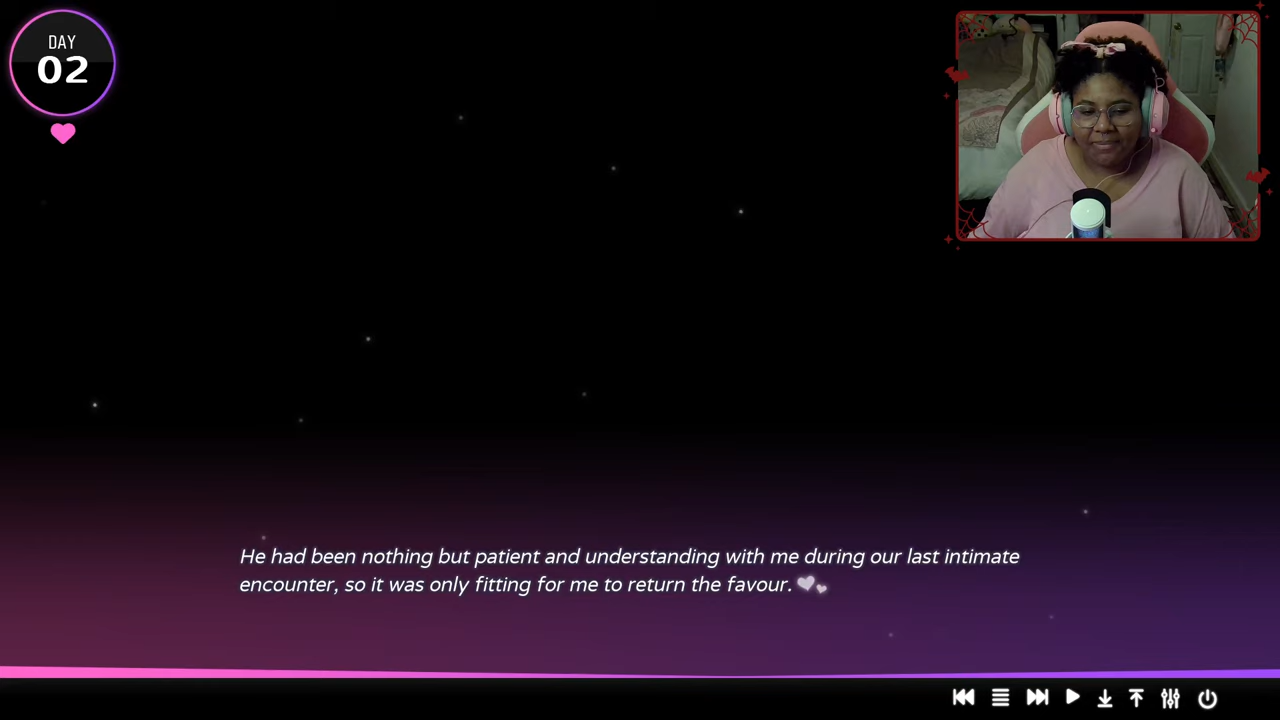 DAY
02
He had been nothing but patient and understanding with me during our last intimate
encounter, so it was only fitting for me to return the favour.